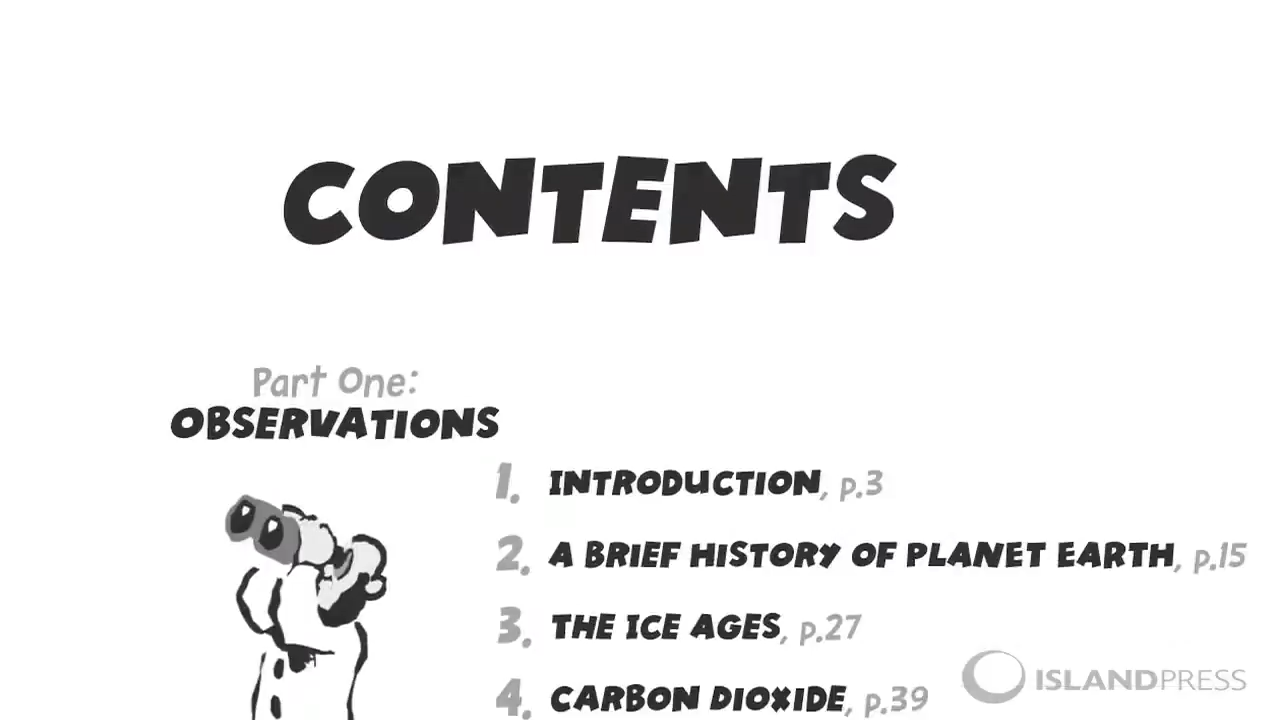 CONTENTS
Part One:
OBSERVATIONS
1. INTRODUCTION, p.3
2. A BRIEF HISTORY OF PLANET EARTH, p.15
3. THE ICE AGES, p.27
4. CARBON DIOXIDE, p.39
ISLANDPRESS